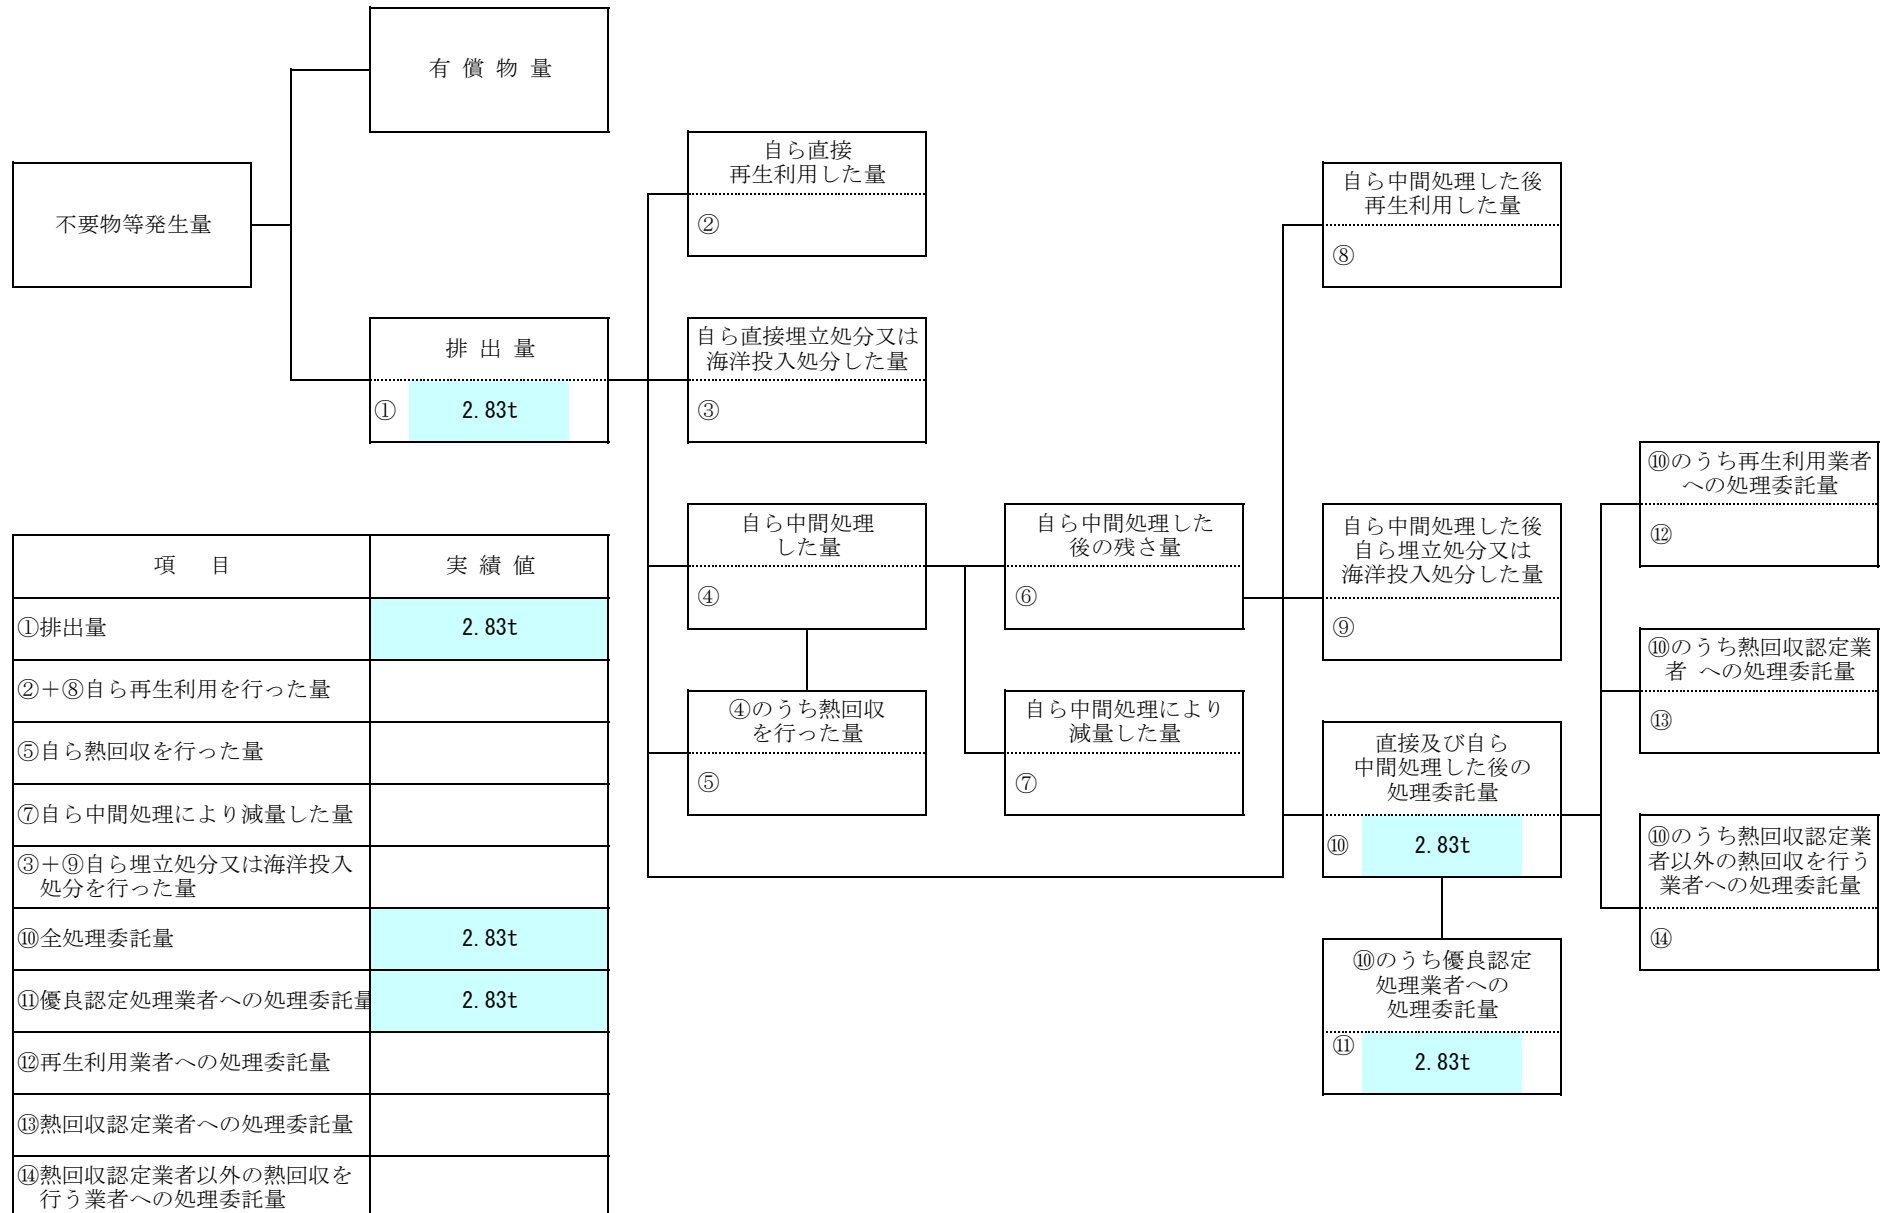 有 償 物 量
不要物等発生量
排 出 量
① 2.83t
自ら直接
再生利用した量
②
自ら直接埋立処分又は
海洋投入処分した量
③
自ら中間処理
した量
④
④のうち熱回収
を行った量
⑤
自ら中間処理した
後の残さ量
⑥
自ら中間処理により
減量した量
⑦
自ら中間処理した後
再生利用した量
⑧
自ら中間処理した後
自ら埋立処分又は
海洋投入処分した量
⑨
直接及び自ら
中間処理した後の
処理委託量
⑩ 2.83t
⑩のうち優良認定
処理業者への
処理委託量
⑪ 2.83t
⑩のうち再生利用業者
への処理委託量
⑫
⑩のうち熱回収認定業
者 への処理委託量
⑬
⑩のうち熱回収認定業
者以外の熱回収を行う
業者への処理委託量
⑭
項 目 実 績 値
①排出量 2.83t
②＋⑧自ら再生利用を行った量
⑤自ら熱回収を行った量
⑦自ら中間処理により減量した量
③＋⑨自ら埋立処分又は海洋投入
処分を行った量
⑩全処理委託量 2.83t
⑪優良認定処理業者への処理委託量 2.83t
⑫再生利用業者への処理委託量
⑬熱回収認定業者への処理委託量
⑭熱回収認定業者以外の熱回収を
行う業者への処理委託量